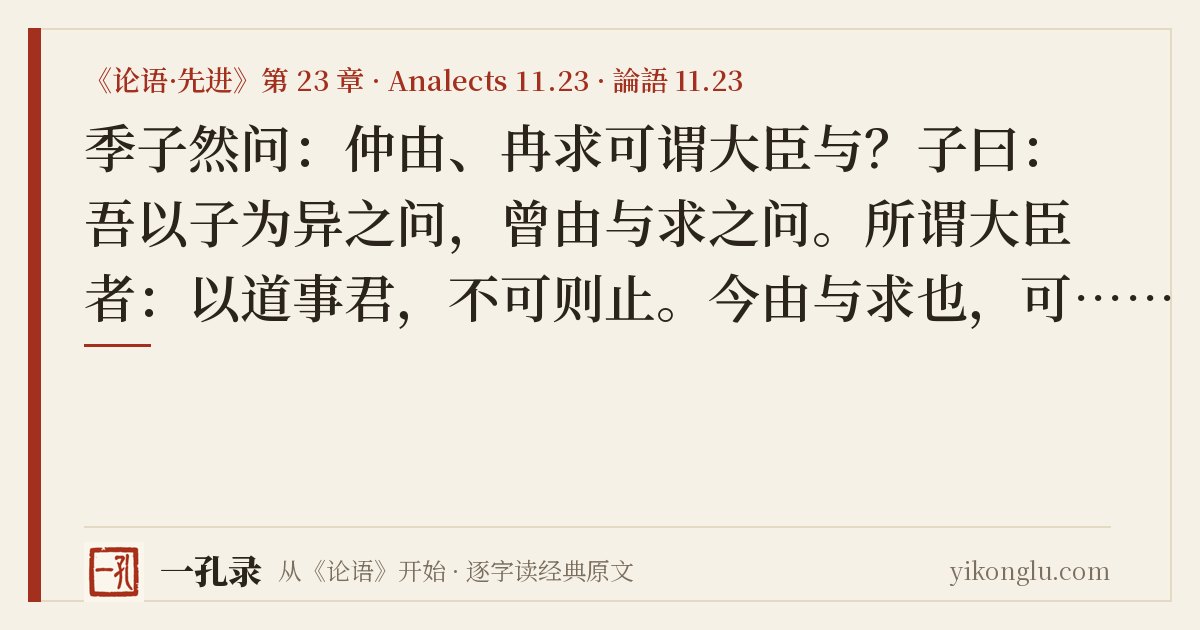 《论语·先进》第 23 章 · Analects 11.23 · 論語 11.23
季子然问：仲由、冉求可谓大臣与？子曰：
吾以子为异之问，曾由与求之问。所谓大臣
者：以道事君，不可则止。今由与求也，可……
一孔
一孔录 从《论语》开始 · 逐字读经典原文 yikonglu.com